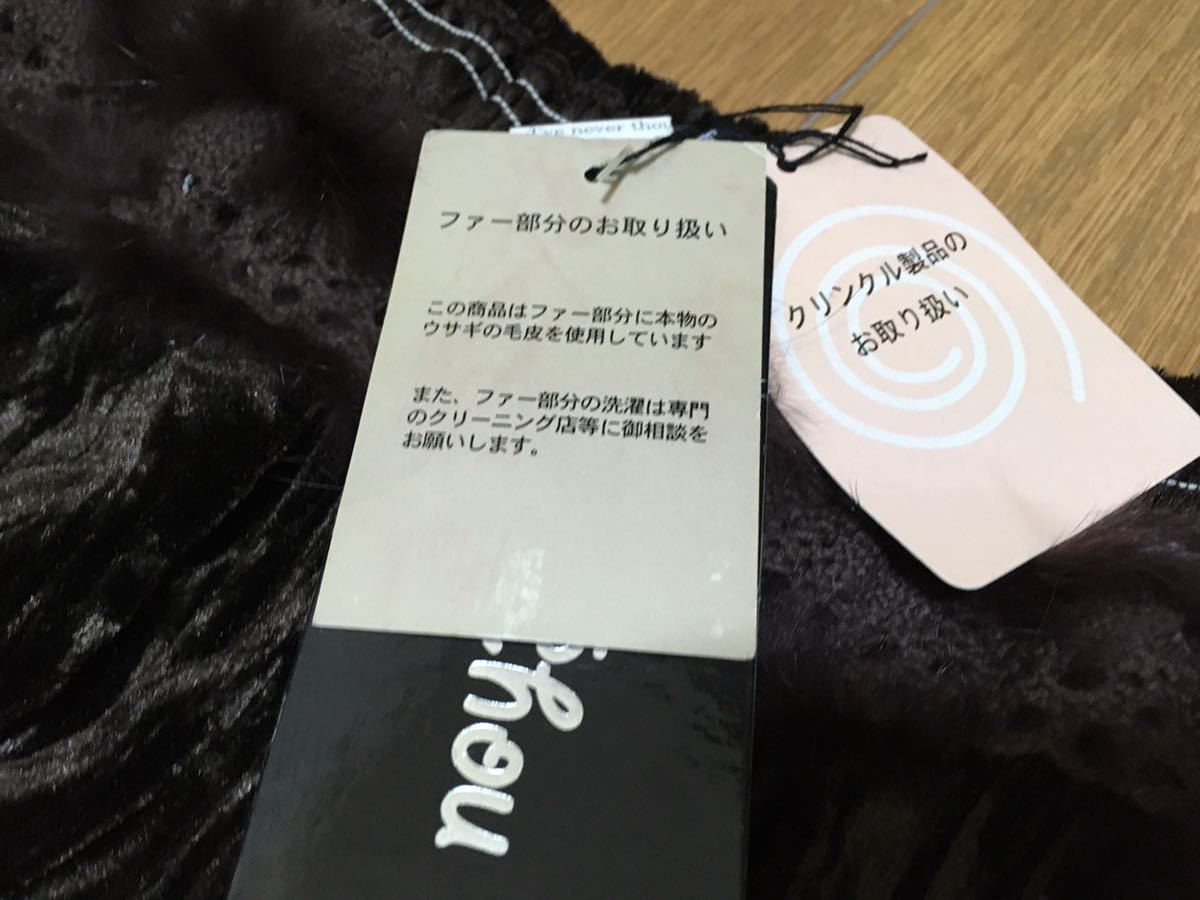 I've never thou
ファー部分のお取り扱い
この商品はファー部分に本物の
ウサギの毛皮を使用しています
また、ファー部分の洗濯は専門
のクリーニング店等に御相談を
お願いします。
クリンクル製品の
お取り扱い
noy